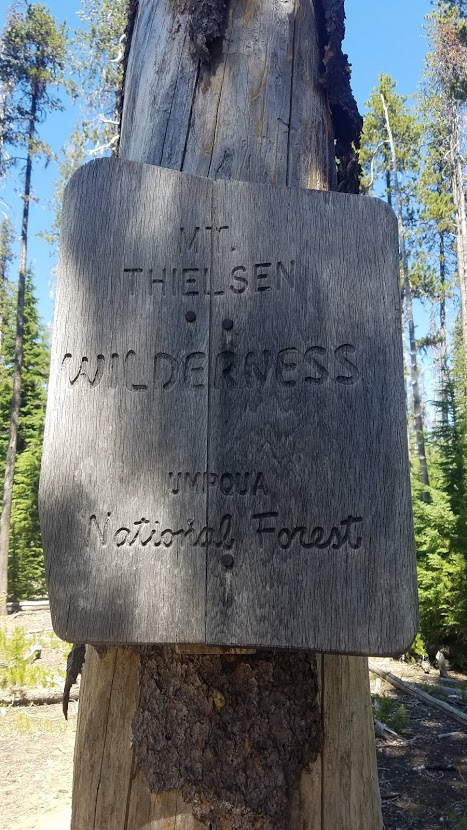 MT.
THIELSEN
WILDERNESS
UMPQUA
National Forest